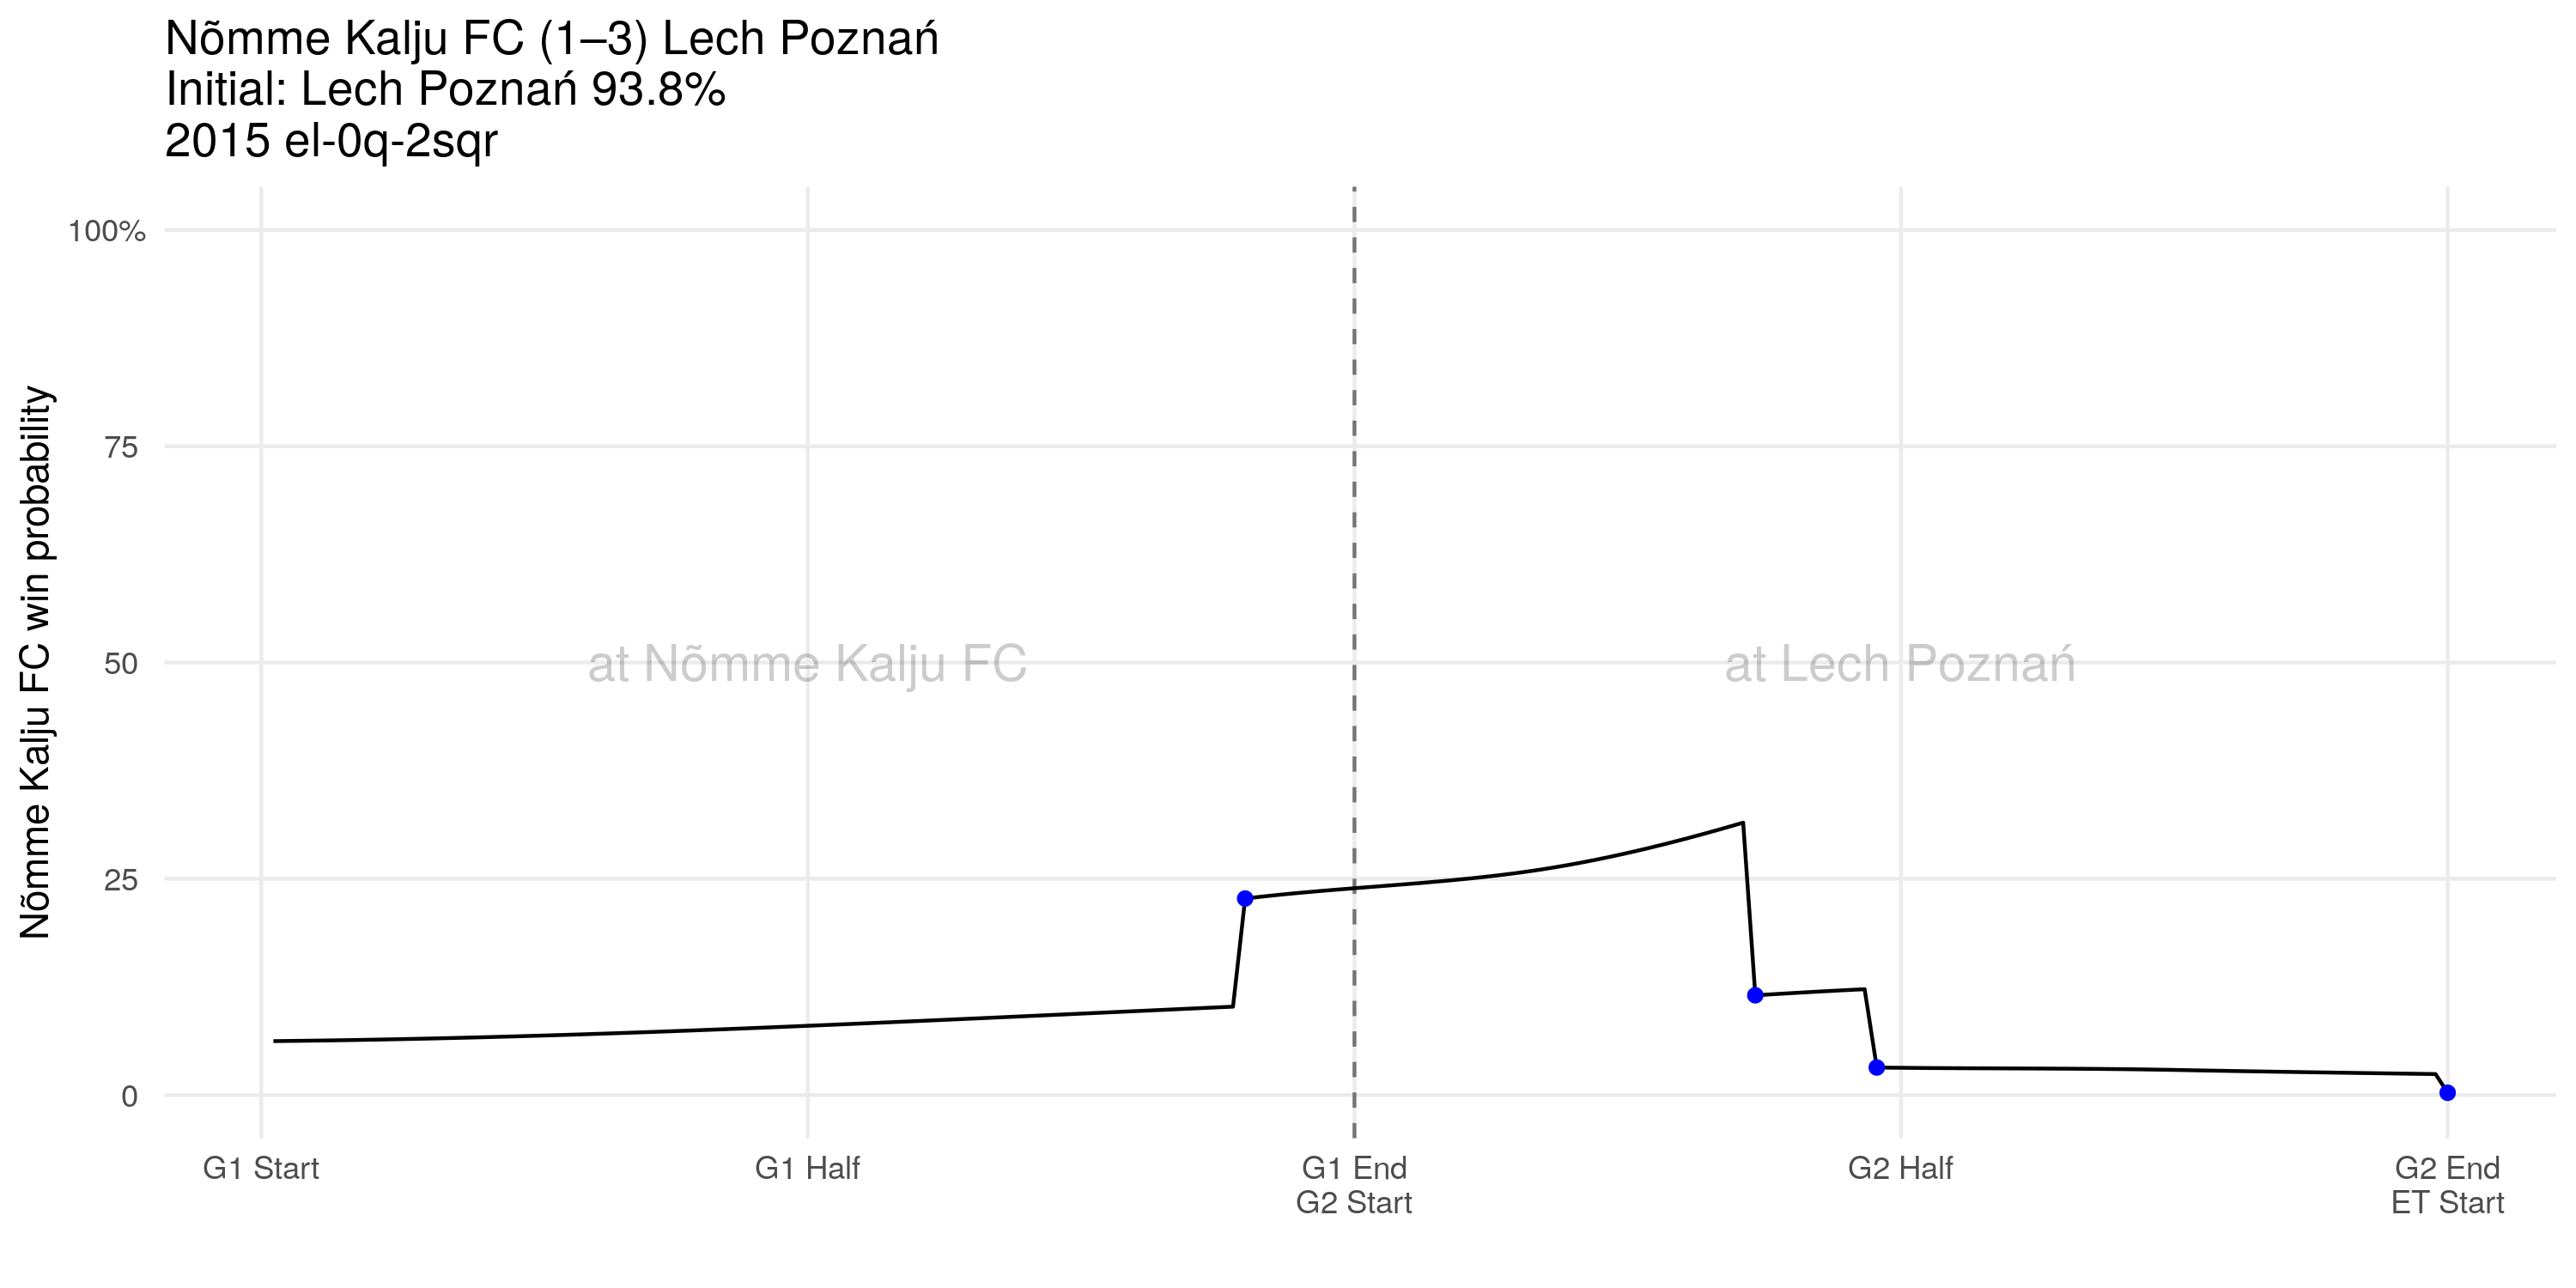 Nõmme Kalju FC (1–3) Lech Poznań
Initial: Lech Poznań 93.8%
2015 el-0q-2sqr
Nõmme Kalju FC win probability
100%
75
50
25
0
at Nõmme Kalju FC
at Lech Poznań
G1 Start
G1 Half
G1 End
G2 Start
G2 Half
G2 End
ET Start